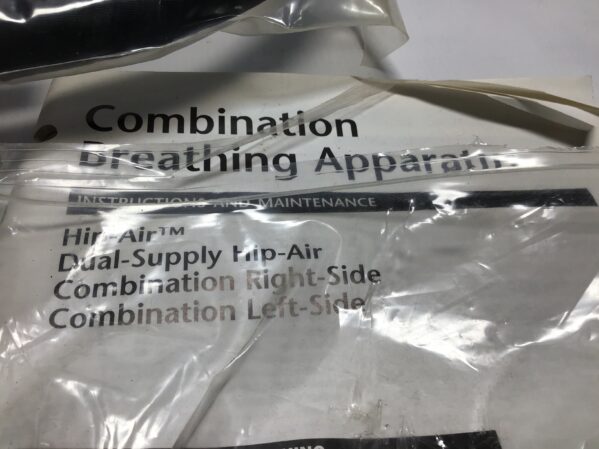 Combination
Breathing Apparatus
INSTRUCTIONS AND MAINTENANCE
Hip-Air™
Dual-Supply Hip-Air
Combination Right-Side
Combination Left-Side